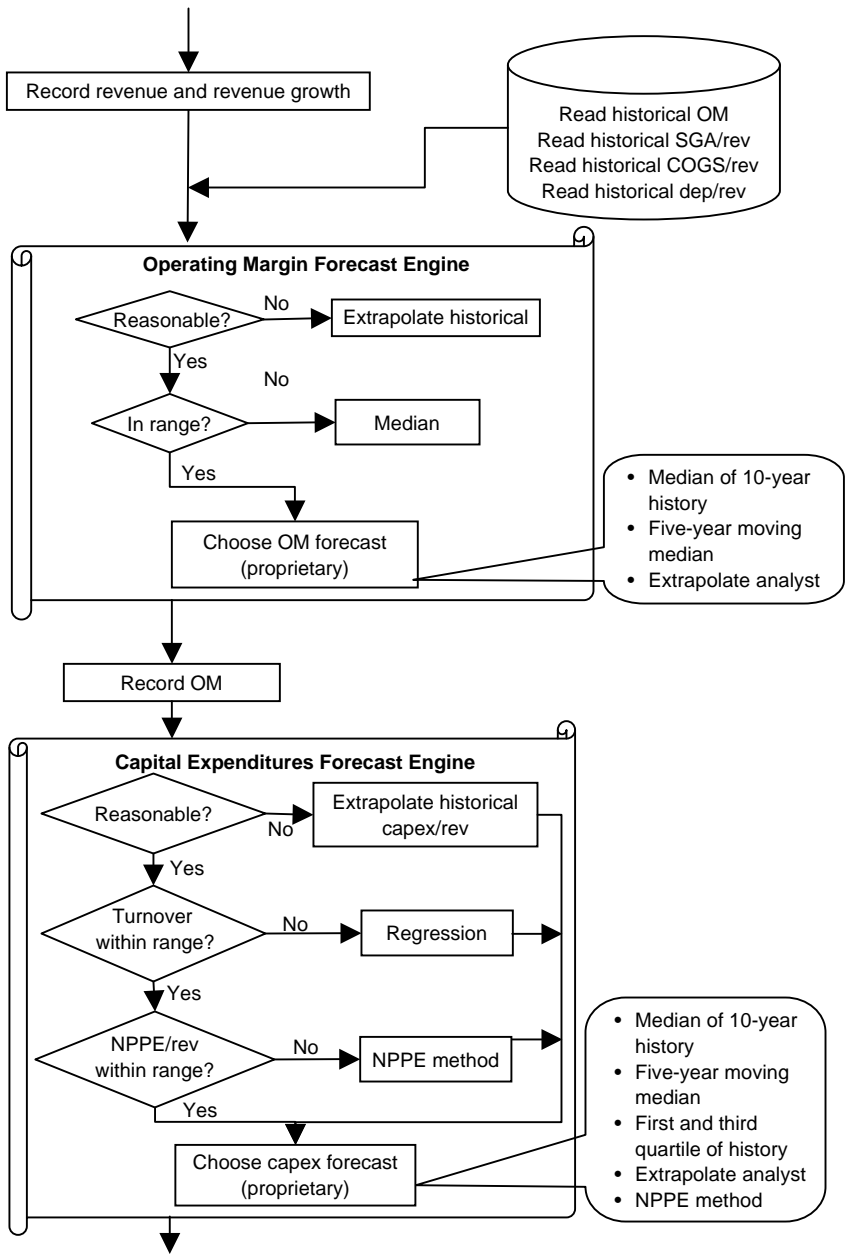 Record revenue and revenue growth
Read historical OM
Read historical SGA/rev
Read historical COGS/rev
Read historical dep/rev
Operating Margin Forecast Engine
Reasonable?
No
Extrapolate historical
Yes
No
In range?
Median
Yes
Choose OM forecast
(proprietary)
• Median of 10-year
history
• Five-year moving
median
• Extrapolate analyst
Record OM
Capital Expenditures Forecast Engine
Reasonable?
No
Extrapolate historical
capex/rev
Yes
Turnover
within range?
No
Regression
Yes
NPPE/rev
within range?
No
NPPE method
Yes
Choose capex forecast
(proprietary)
• Median of 10-year
history
• Five-year moving
median
• First and third
quartile of history
• Extrapolate analyst
• NPPE method